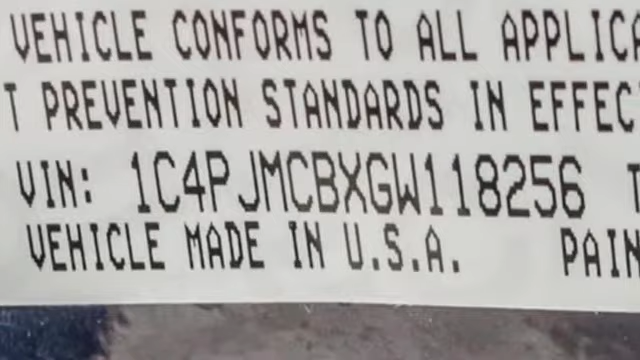 VEHICLE CONFORMS TO ALL APPLICA
T PREVENTION STANDARDS IN EFFEC
VIN: 1C4PJMCBXGW118256 T
VEHICLE MADE IN U.S.A. PAIN